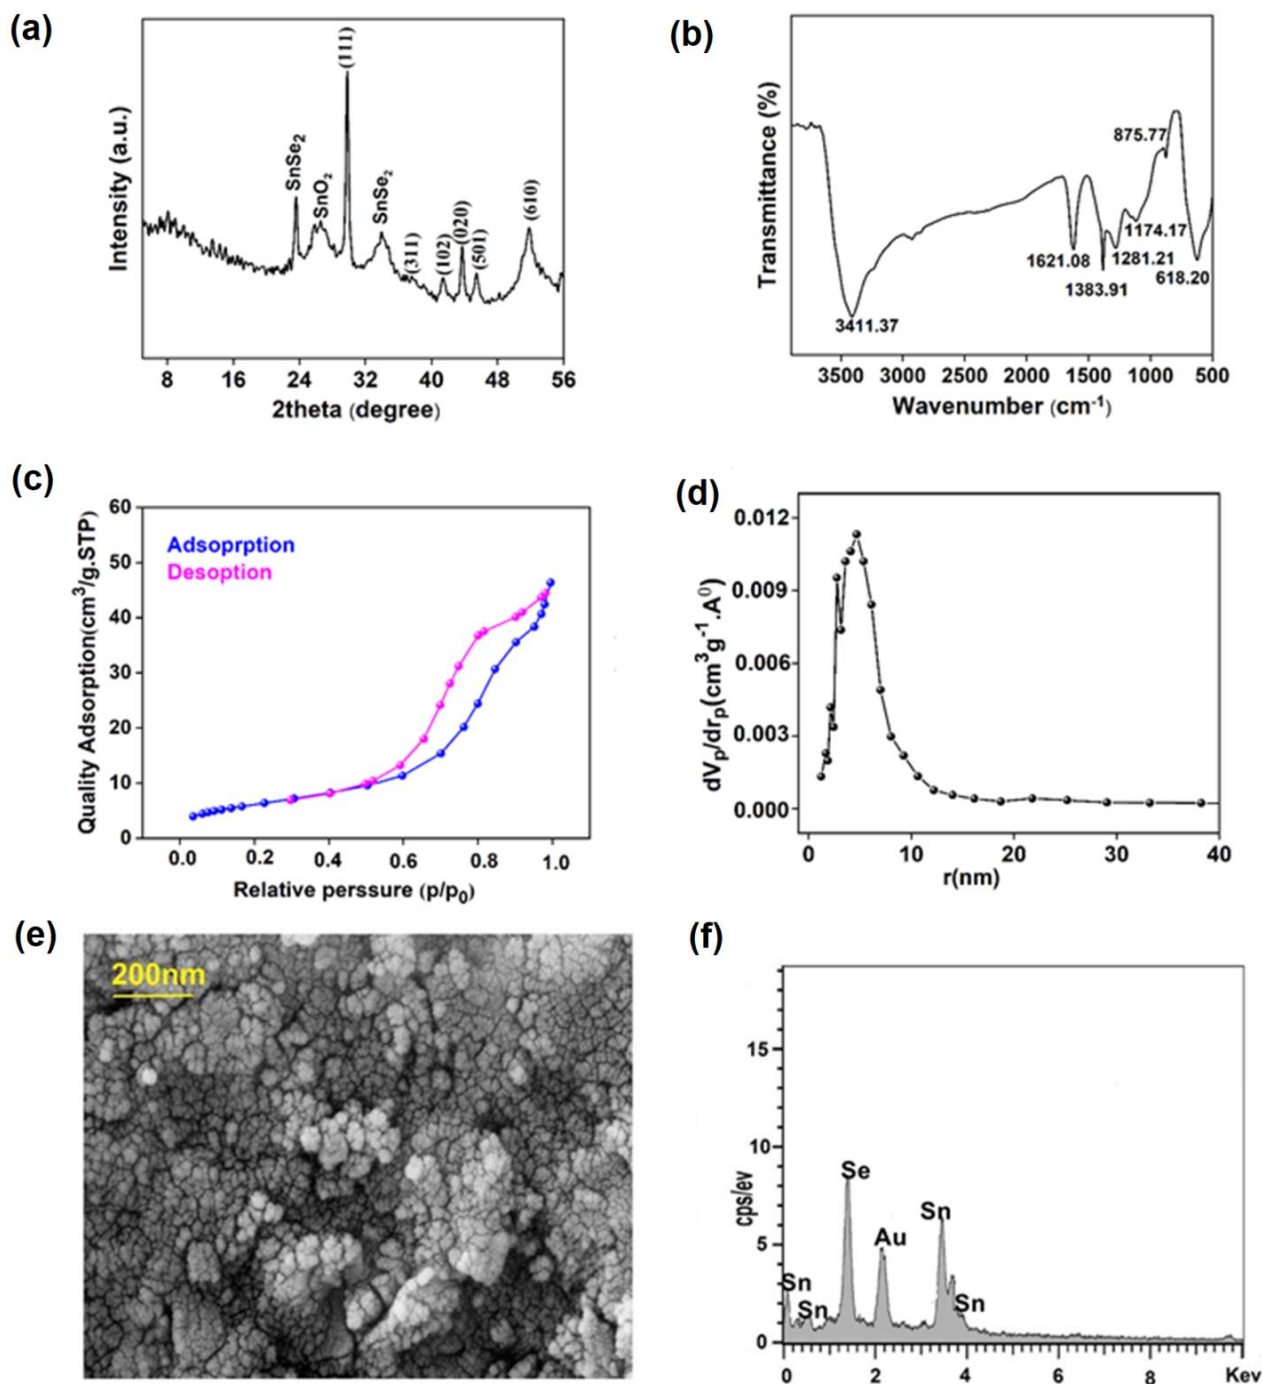 (a)
Intensity (a.u.)
SnSe2
SnO2
(111)
SnSe2
(311)
(102)
(020)
(501)
(610)
8 16 24 32 40 48 56
2theta (degree)
(b)
Transmittance (%)
875.77
1174.17
1621.08
1281.21
618.20
1383.91
3411.37
3500 3000 2500 2000 1500 1000 500
Wavenumber (cm-1)
(c)
Quality Adsorption(cm3/g.STP)
60
50
40
30
20
10
0
Adsoprption
Desoption
0.0 0.2 0.4 0.6 0.8 1.0
Relative perssure (p/p0)
(d)
dVp/drp(cm3g-1.A0)
0.012
0.009
0.006
0.003
0.000
0 10 20 30 40
r(nm)
(e)
200nm
(f)
cps/ev
15
10
5
0
Sn
Sn
Se
Au
Sn
Sn
0 2 4 6 8 Kev